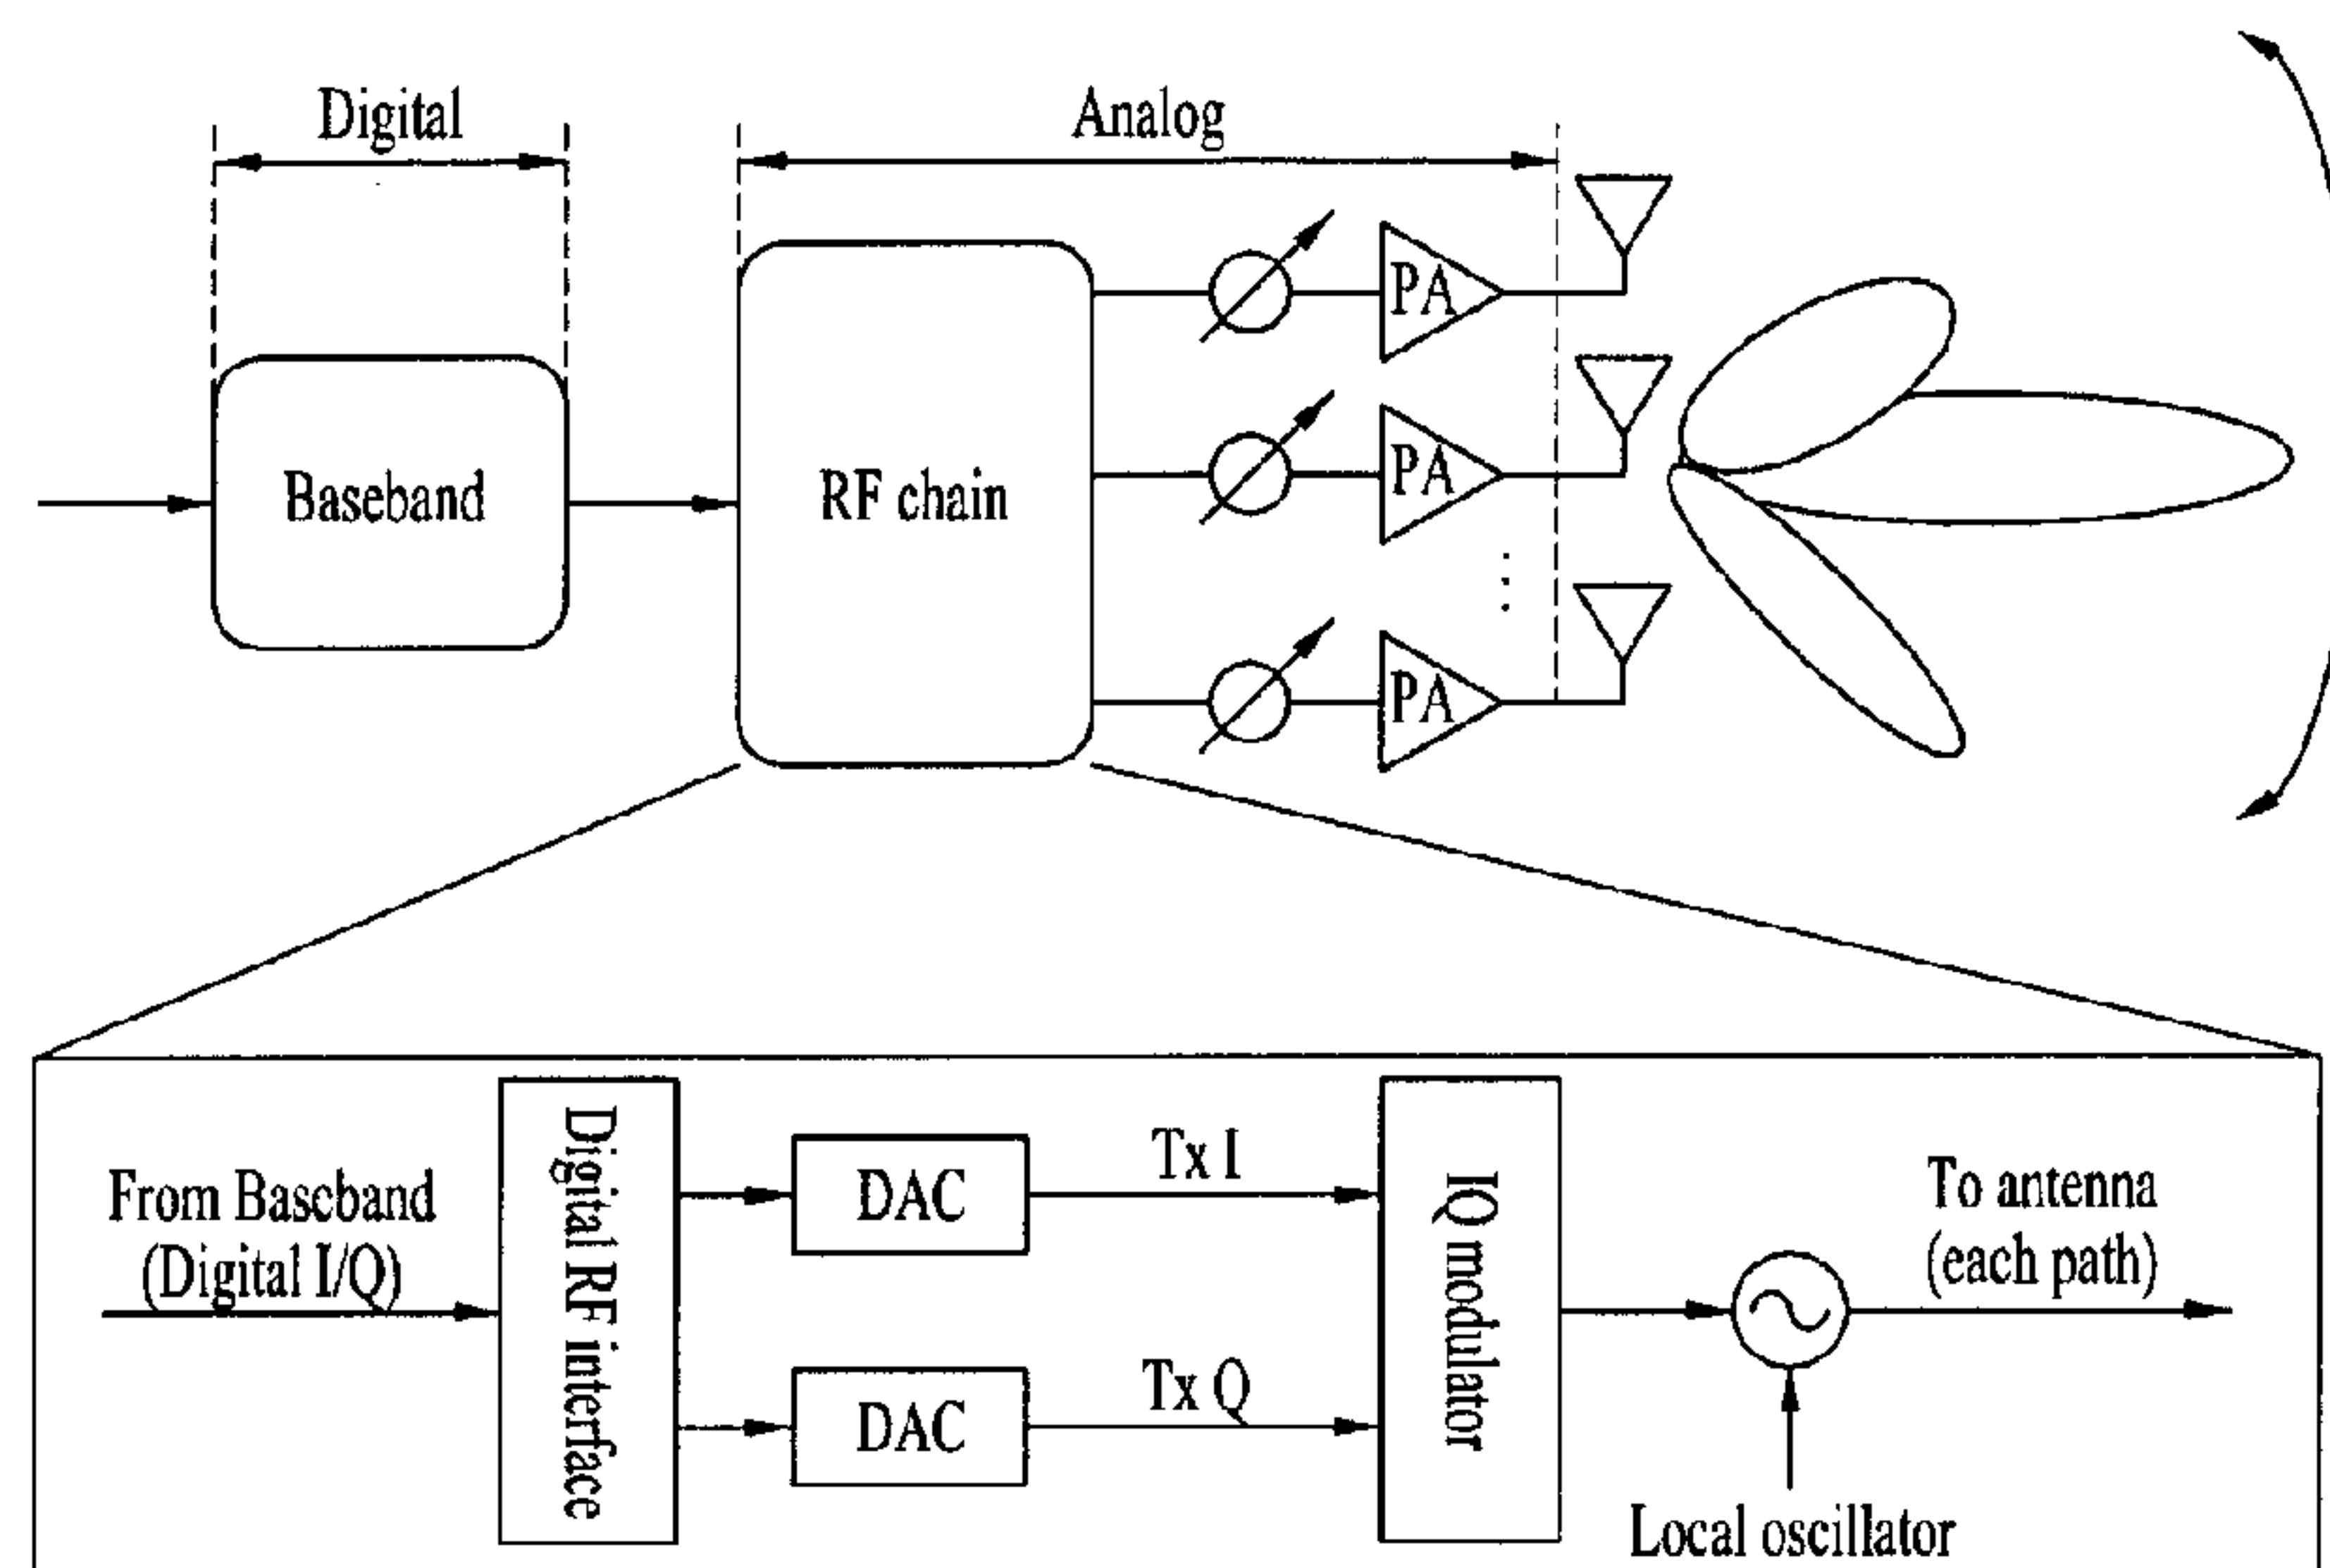 Digital
Analog
Baseband
RF chain
PA
PA
PA
From Baseband
(Digital I/Q)
Digital RF interface
DAC
DAC
Tx I
Tx Q
IQ modulator
To antenna
(each path)
Local oscillator